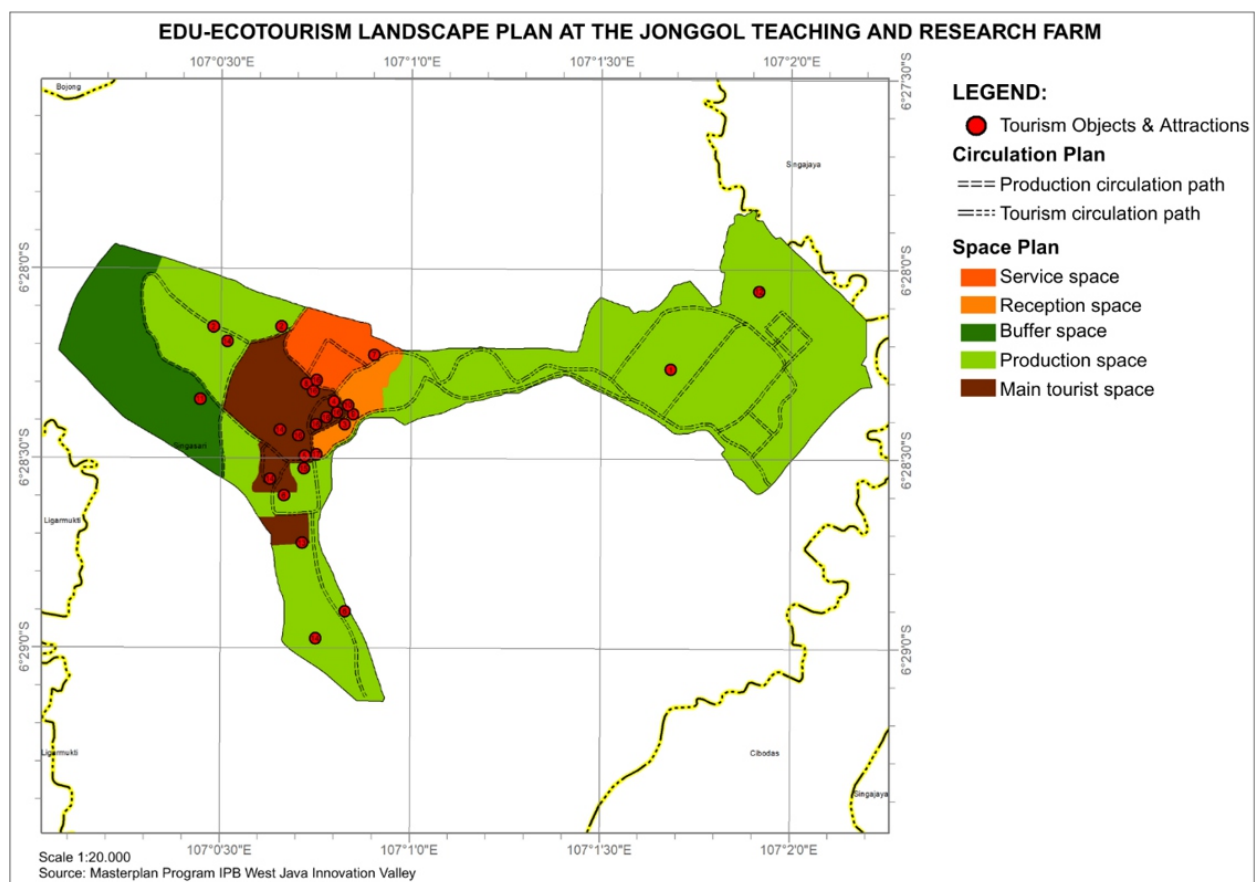 EDU-ECOTOURISM LANDSCAPE PLAN AT THE JONGGOL TEACHING AND RESEARCH FARM
107°0'30"E 107°1'0"E 107°1'30"E 107°2'0"E
6°27'30"S
Bojong
Singajaya
6°28'0"S 6°28'0"S
Singasari
6°28'30"S 6°28'30"S
Ligarmukti
6°29'0"S 6°29'0"S
Ligarmukti
Cibodas
Singajaya
107°0'30"E 107°1'0"E 107°1'30"E 107°2'0"E
LEGEND:
Tourism Objects & Attractions
Circulation Plan
Production circulation path
Tourism circulation path
Space Plan
Service space
Reception space
Buffer space
Production space
Main tourist space
Scale 1:20.000
Source: Masterplan Program IPB West Java Innovation Valley